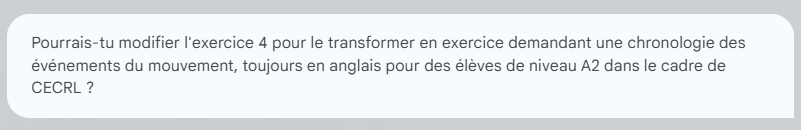 Pourrais-tu modifier l'exercice 4 pour le transformer en exercice demandant une chronologie des
événements du mouvement, toujours en anglais pour des élèves de niveau A2 dans le cadre de
CECRL ?